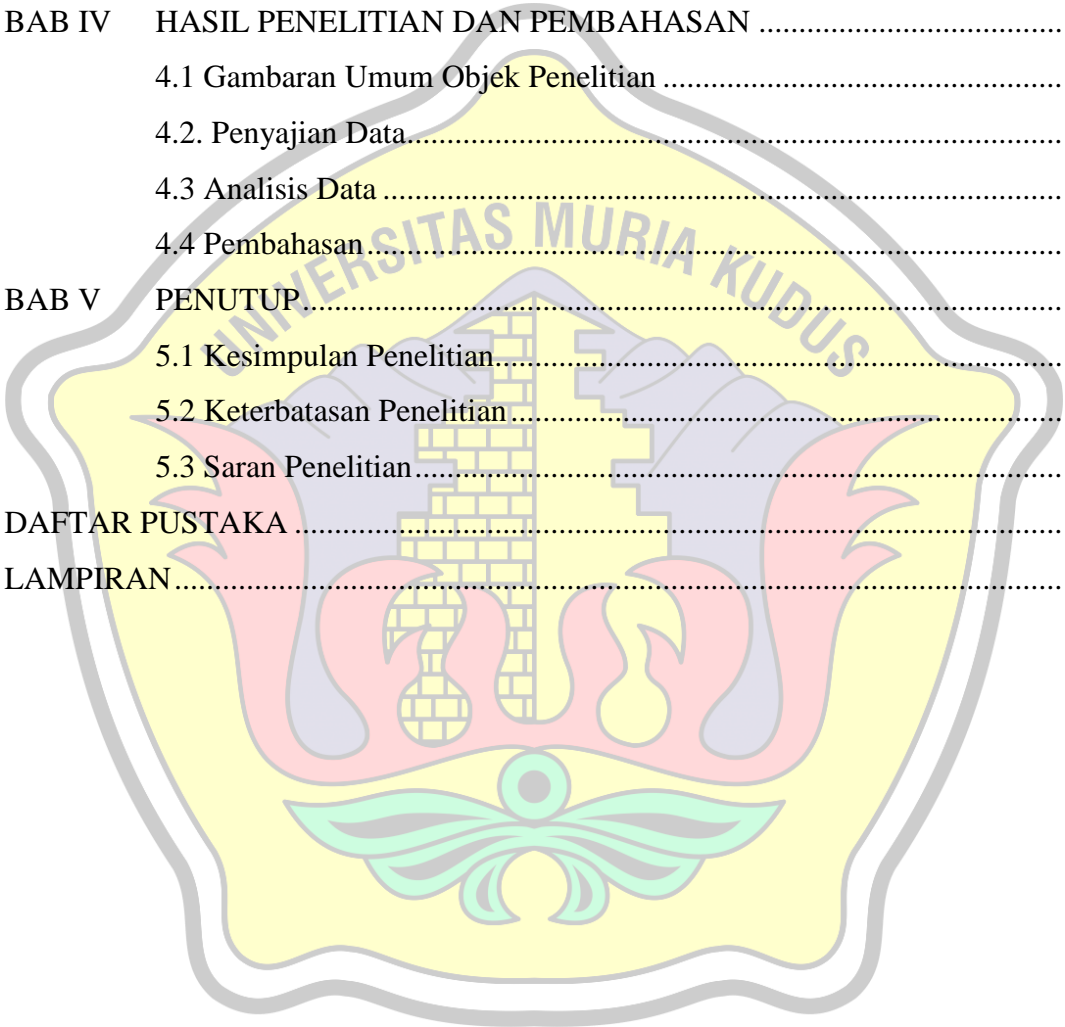 BAB IV HASIL PENELITIAN DAN PEMBAHASAN ....................................
4.1 Gambaran Umum Objek Penelitian ................................................
4.2. Penyajian Data...............................................................................
4.3 Analisis Data ..................................................................................
4.4 Pembahasan ....................................................................................
BAB V PENUTUP...........................................................................................
5.1 Kesimpulan Penelitian....................................................................
5.2 Keterbatasan Penelitian ..................................................................
5.3 Saran Penelitian..............................................................................
DAFTAR PUSTAKA ...........................................................................................
LAMPIRAN..........................................................................................................
UNIVERSITAS MURIA KUDUS